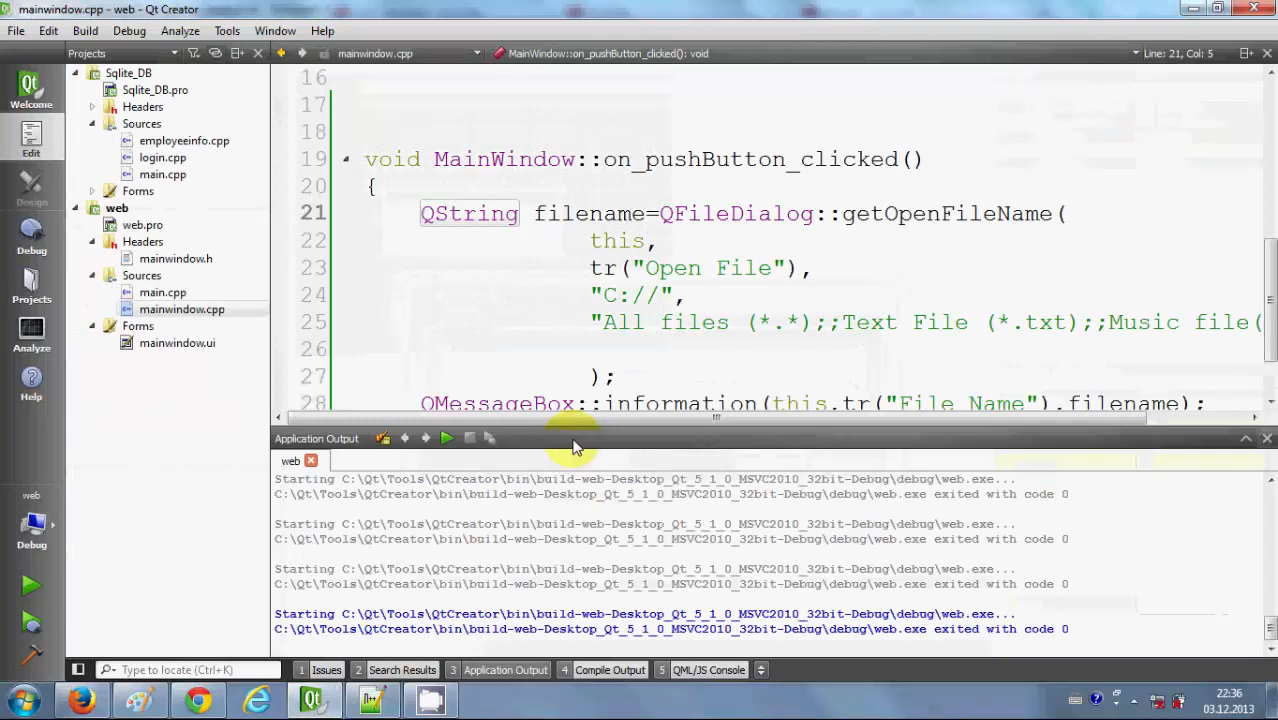 mainwindow.cpp - web - Qt Creator
File Edit Build Debug Analyze Tools Window Help
Projects mainwindow.cpp MainWindow::on_pushButton_clicked(): void Line: 21, Col: 5
Welcome
Edit
Design
Debug
Projects
Analyze
Help
web
Debug
Sqlite_DB
Sqlite_DB.pro
Headers
Sources
employeeinfo.cpp
login.cpp
main.cpp
Forms
web
web.pro
Headers
mainwindow.h
Sources
main.cpp
mainwindow.cpp
Forms
mainwindow.ui
16
17
18
19 void MainWindow::on_pushButton_clicked()
20 {
21 QString filename=QFileDialog::getOpenFileName(
22 this,
23 tr("Open File"),
24 "C://",
25 "All files (*.*);;Text File (*.txt);;Music file(
26
27 );
28 QMessageBox::information(this,tr("File Name"),filename);
Application Output
web
Starting C:\Qt\Tools\QtCreator\bin\build-web-Desktop_Qt_5_1_0_MSVC2010_32bit-Debug\debug\web.exe...
C:\Qt\Tools\QtCreator\bin\build-web-Desktop_Qt_5_1_0_MSVC2010_32bit-Debug\debug\web.exe exited with code 0
Starting C:\Qt\Tools\QtCreator\bin\build-web-Desktop_Qt_5_1_0_MSVC2010_32bit-Debug\debug\web.exe...
C:\Qt\Tools\QtCreator\bin\build-web-Desktop_Qt_5_1_0_MSVC2010_32bit-Debug\debug\web.exe exited with code 0
Starting C:\Qt\Tools\QtCreator\bin\build-web-Desktop_Qt_5_1_0_MSVC2010_32bit-Debug\debug\web.exe...
C:\Qt\Tools\QtCreator\bin\build-web-Desktop_Qt_5_1_0_MSVC2010_32bit-Debug\debug\web.exe exited with code 0
Starting C:\Qt\Tools\QtCreator\bin\build-web-Desktop_Qt_5_1_0_MSVC2010_32bit-Debug\debug\web.exe...
C:\Qt\Tools\QtCreator\bin\build-web-Desktop_Qt_5_1_0_MSVC2010_32bit-Debug\debug\web.exe exited with code 0
Type to locate (Ctrl+K) 1 Issues 2 Search Results 3 Application Output 4 Compile Output 5 QML/JS Console
22:36
03.12.2013